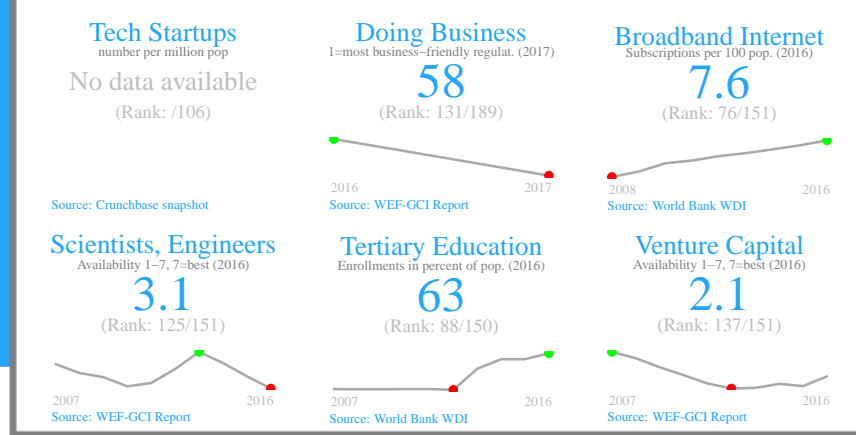 Tech Startups
number per million pop
No data available
(Rank: /106)
Source: Crunchbase snapshot
Doing Business
1=most business−friendly regulat. (2017)
58
(Rank: 131/189)
2016
2017
Source: WEF-GCI Report
Broadband Internet
Subscriptions per 100 pop. (2016)
7.6
(Rank: 76/151)
2008
2016
Source: World Bank WDI
Scientists, Engineers
Availability 1−7, 7=best (2016)
3.1
(Rank: 125/151)
2007
2016
Source: WEF-GCI Report
Tertiary Education
Enrollments in percent of pop. (2016)
63
(Rank: 88/150)
2007
2016
Source: World Bank WDI
Venture Capital
Availability 1−7, 7=best (2016)
2.1
(Rank: 137/151)
2007
2016
Source: WEF-GCI Report